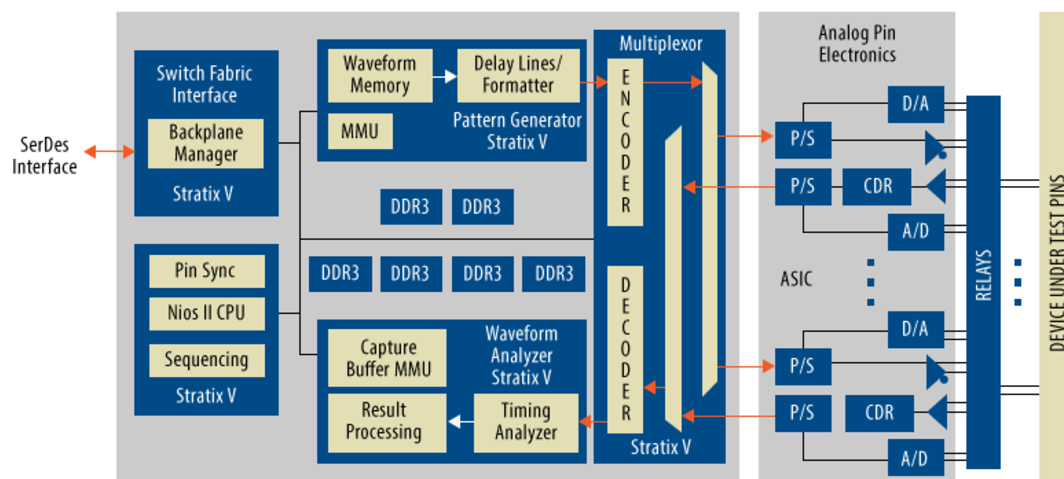 SerDes
Interface
Switch Fabric
Interface
Backplane
Manager
Stratix V
Pin Sync
Nios II CPU
Sequencing
Stratix V
Waveform
Memory
Delay Lines/
Formatter
MMU
Pattern Generator
Stratix V
DDR3
DDR3
DDR3
DDR3
DDR3
DDR3
Capture
Buffer MMU
Waveform
Analyzer
Stratix V
Result
Processing
Timing
Analyzer
Multiplexor
ENCODER
DECODER
Stratix V
Analog Pin
Electronics
D/A
P/S
P/S
CDR
A/D
ASIC
D/A
P/S
P/S
CDR
A/D
RELAYS
DEVICE UNDER TEST PINS